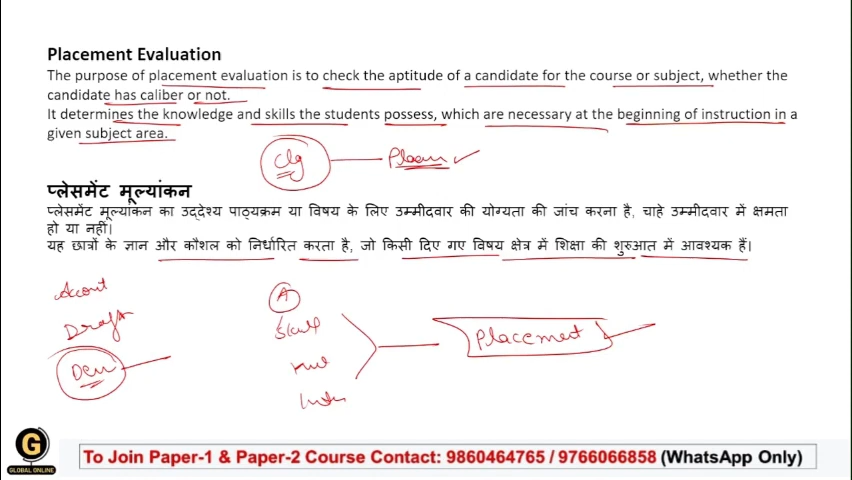 Placement Evaluation
The purpose of placement evaluation is to check the aptitude of a candidate for the course or subject, whether the
candidate has caliber or not.
It determines the knowledge and skills the students possess, which are necessary at the beginning of instruction in a
given subject area.
clg
प्लेसमेंट मूल्यांकन
प्लेसमेंट मूल्यांकन का उद्देश्य पाठ्यक्रम या विषय के लिए उम्मीदवार की योग्यता की जांच करना है, चाहे उम्मीदवार में क्षमता
हो या नहीं।
यह छात्रों के ज्ञान और कौशल को निर्धारित करता है, जो किसी दिए गए विषय क्षेत्र में शिक्षा की शुरुआत में आवश्यक हैं।
A
Placement
G
GLOBAL ONLINE
To Join Paper-1 & Paper-2 Course Contact: 9860464765 / 9766066858 (WhatsApp Only)